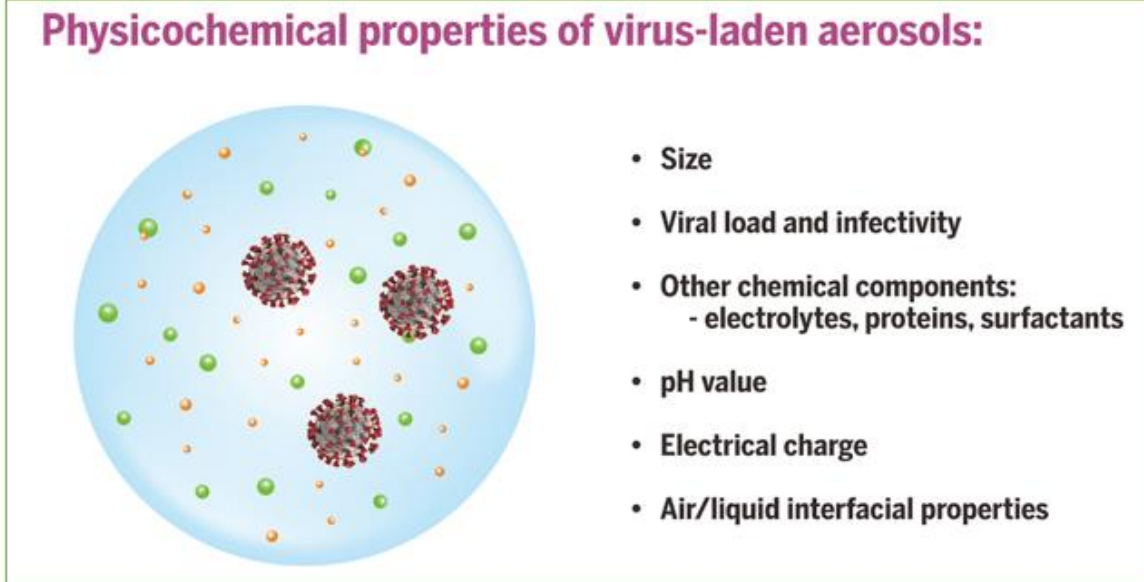 Physicochemical properties of virus-laden aerosols:
• Size
• Viral load and infectivity
• Other chemical components:
- electrolytes, proteins, surfactants
• pH value
• Electrical charge
• Air/liquid interfacial properties